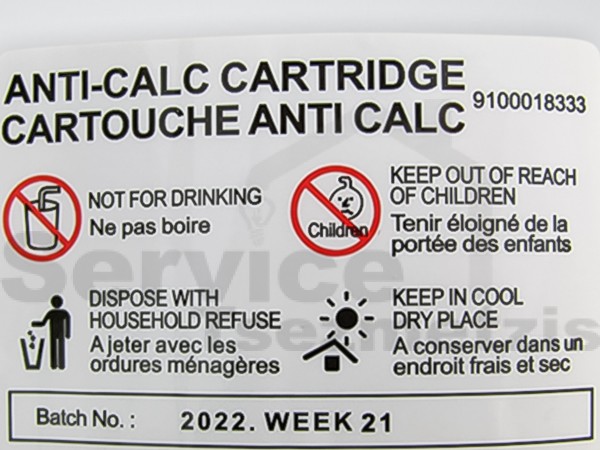 ANTI-CALC CARTRIDGE
CARTOUCHE ANTI CALC
9100018333
NOT FOR DRINKING
Ne pas boire
Children
KEEP OUT OF REACH
OF CHILDREN
Tenir éloigné de la
portée des enfants
DISPOSE WITH
HOUSEHOLD REFUSE
A jeter avec les
ordures ménagères
KEEP IN COOL
DRY PLACE
A conserver dans un
endroit frais et sec
Batch No. : 2022. WEEK 21
Service